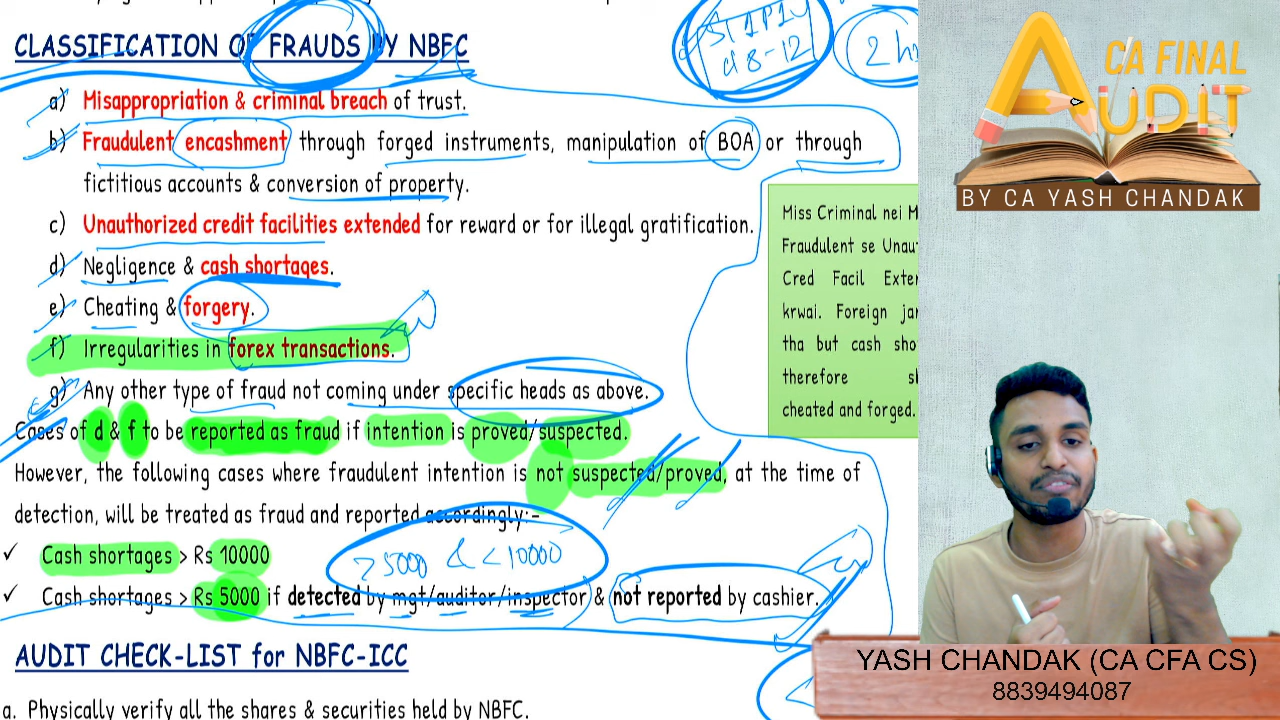 CLASSIFICATION OF FRAUDS BY NBFC
a) Misappropriation & criminal breach of trust.
b) Fraudulent encashment through forged instruments, manipulation of BOA or through
fictitious accounts & conversion of property.
c) Unauthorized credit facilities extended for reward or for illegal gratification.
d) Negligence & cash shortages.
e) Cheating & forgery.
f) Irregularities in forex transactions.
g) Any other type of fraud not coming under specific heads as above.
Cases of d & f to be reported as fraud if intention is proved/suspected.
However, the following cases where fraudulent intention is not suspected/proved, at the time of
detection, will be treated as fraud and reported accordingly:-
✓ Cash shortages > Rs 10000
>5000 & <10000
✓ Cash shortages > Rs 5000 if detected by mgt/auditor/inspector & not reported by cashier.
AUDIT CHECK-LIST for NBFC-ICC
a. Physically verify all the shares & securities held by NBFC.
8-12
2 h
Miss Criminal nei M
Fraudulent se Unau
Cred Facil Exter
krwai. Foreign jar
tha but cash sho
therefore s
cheated and forged.
CA FINAL
AUDIT
BY CA YASH CHANDAK
YASH CHANDAK (CA CFA CS)
8839494087